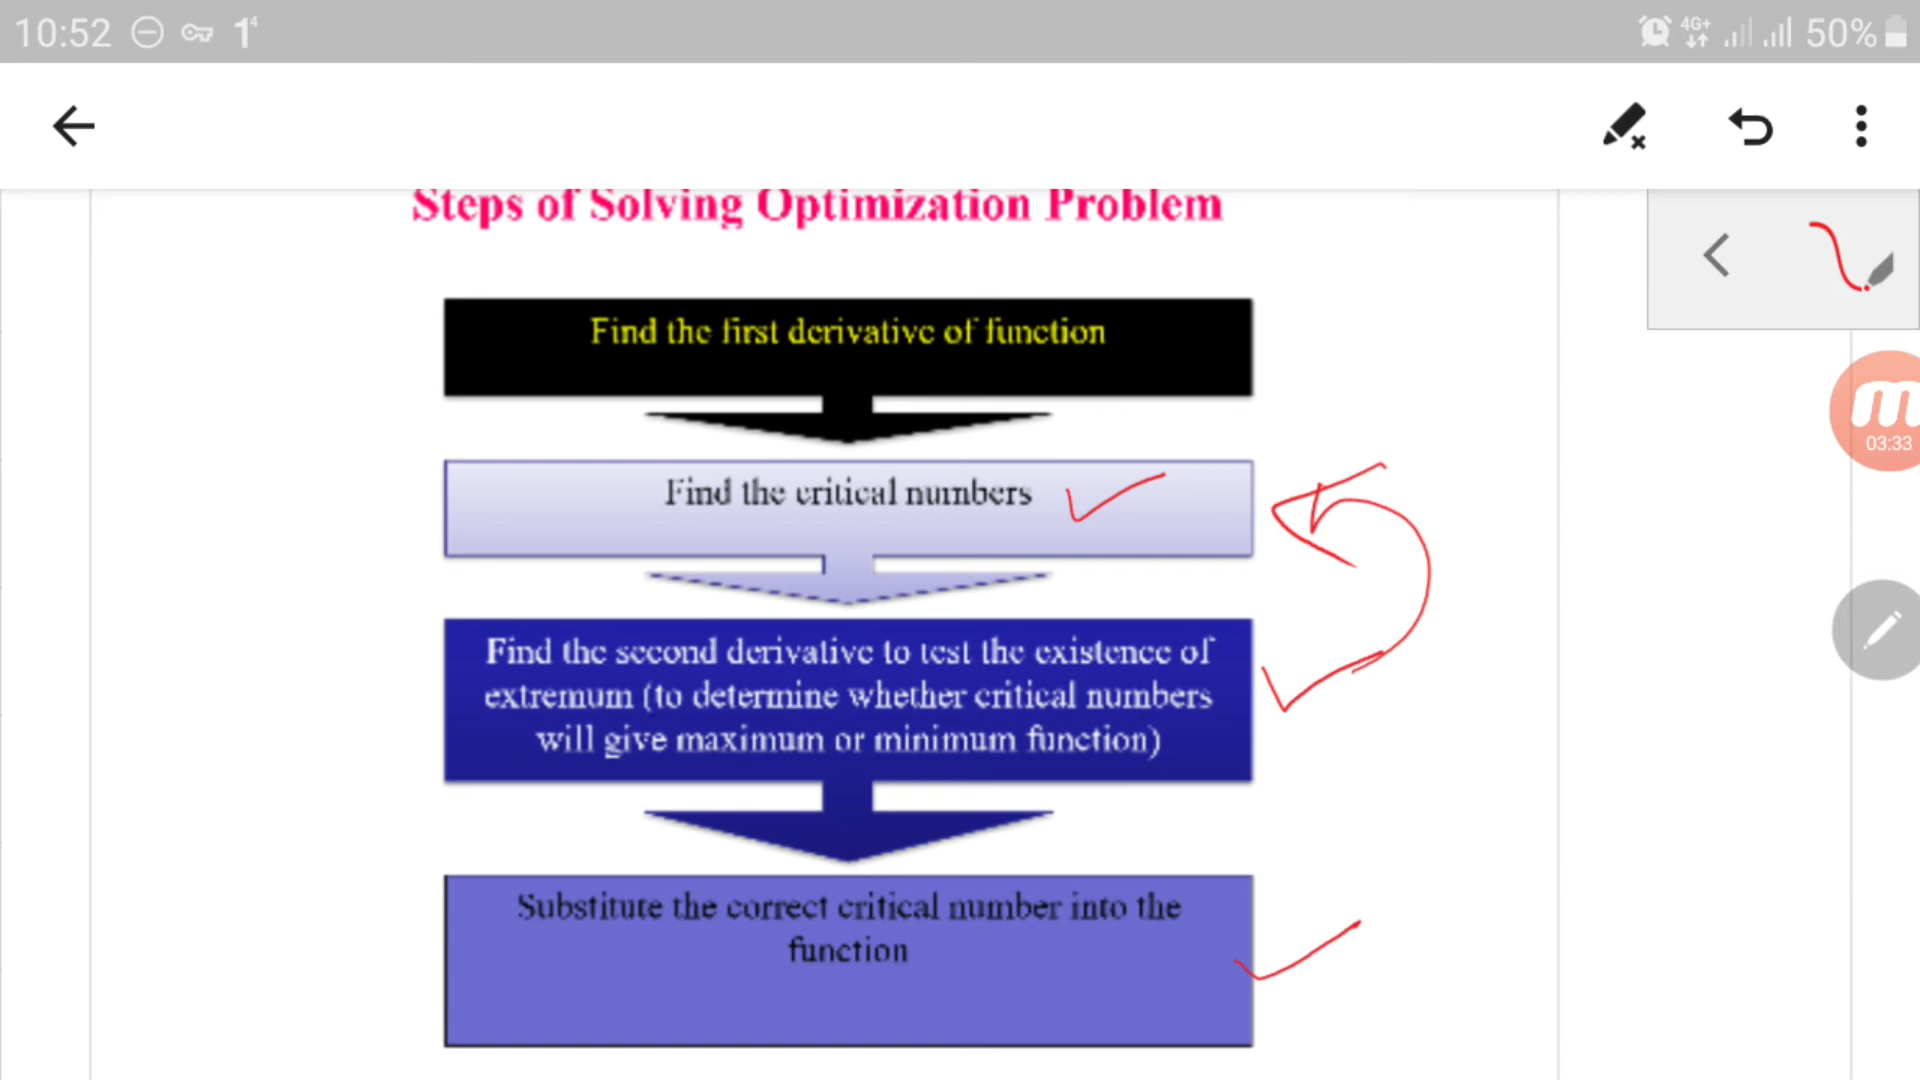 10:52 1⁴ 4G+ 50%
Steps of Solving Optimization Problem
Find the first derivative of function
Find the critical numbers
Find the second derivative to test the existence of
extremum (to determine whether critical numbers
will give maximum or minimum function)
Substitute the correct critical number into the
function
m
03:33